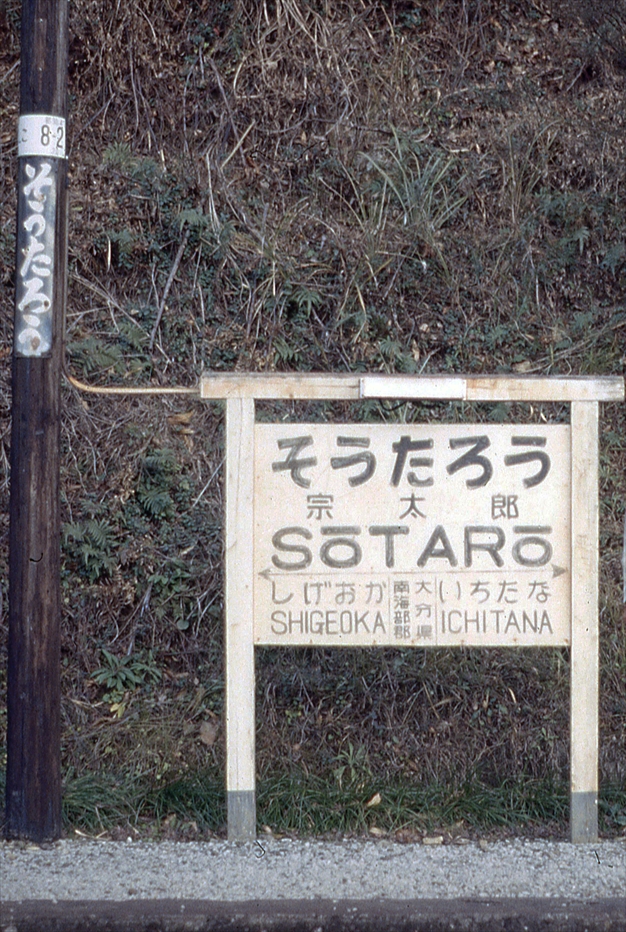 8-2
そうたろう
そうたろう
宗太郎
SŌTARŌ
しげおか 大分県 いちたな
SHIGEOKA 南海部郡 ICHITANA